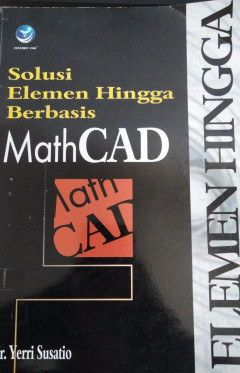 Solusi
Elemen Hingga
Berbasis
MathCAD
Math
CAD
r. Yerri Susatio
ELEMEN HINGGA